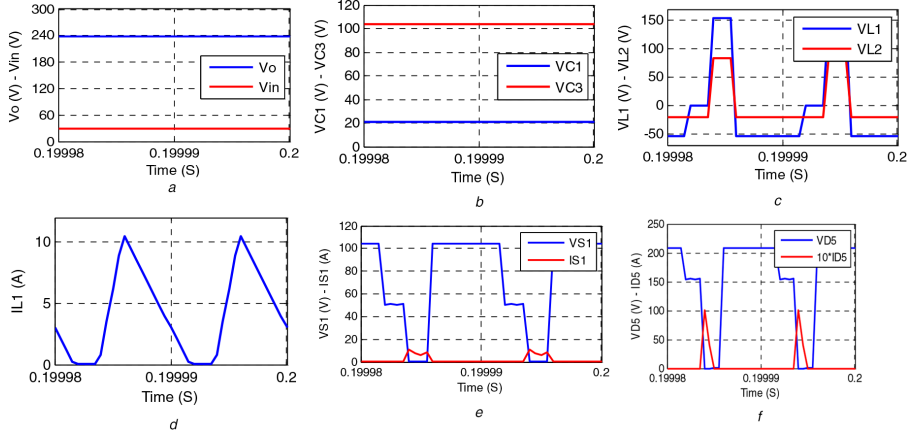 Vo (V) - Vin (V)
300
240
180
120
60
0
Vo
Vin
0.19998
0.19999
0.2
Time (S)
a
VC1 (V) - VC3 (V)
120
100
80
60
40
20
0
VC1
VC3
0.19998
0.19999
0.2
Time (S)
b
VL1 (V) - VL2 (V)
150
100
50
0
-50
VL1
VL2
0.19998
0.19999
0.2
Time (S)
c
IL1 (A)
10
5
0
0.19998
0.19999
0.2
Time (S)
d
VS1 (V) - IS1 (A)
120
100
80
60
40
20
0
VS1
IS1
0.19998
0.19999
0.2
Time (S)
e
VD5 (V) - ID5 (A)
250
200
150
100
50
0
VD5
10*ID5
0.19998
0.19999
0.2
Time (S)
f